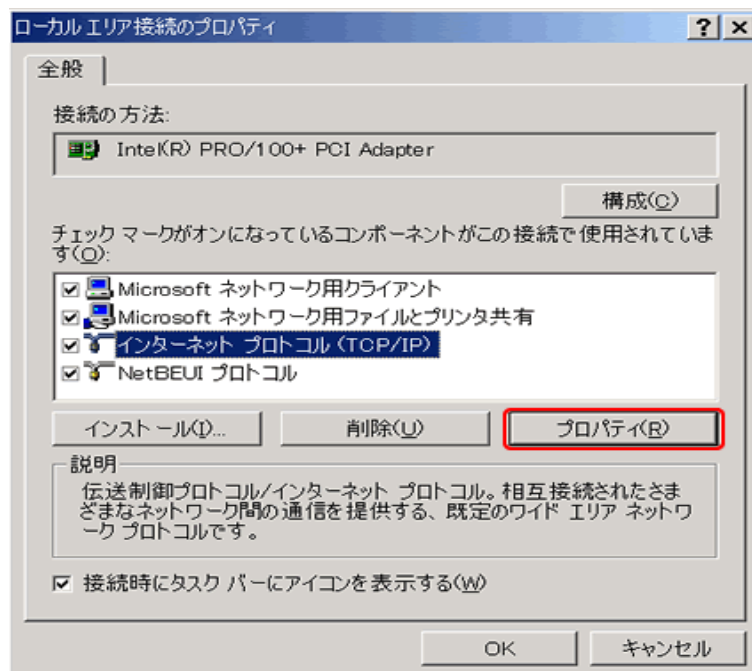 ローカル エリア接続のプロパティ
全般
接続の方法:
Intel(R) PRO/100+ PCI Adapter
構成(C)
チェック マークがオンになっているコンポーネントがこの接続で使用されていま
す(O):
Microsoft ネットワーク用クライアント
Microsoft ネットワーク用ファイルとプリンタ共有
インターネット プロトコル (TCP/IP)
NetBEUI プロトコル
インストール(I)... 削除(U) プロパティ(R)
説明
伝送制御プロトコル/インターネット プロトコル。相互接続されたさま
ざまなネットワーク間の通信を提供する、既定のワイド エリア ネットワ
ーク プロトコルです。
接続時にタスク バーにアイコンを表示する(W)
OK キャンセル